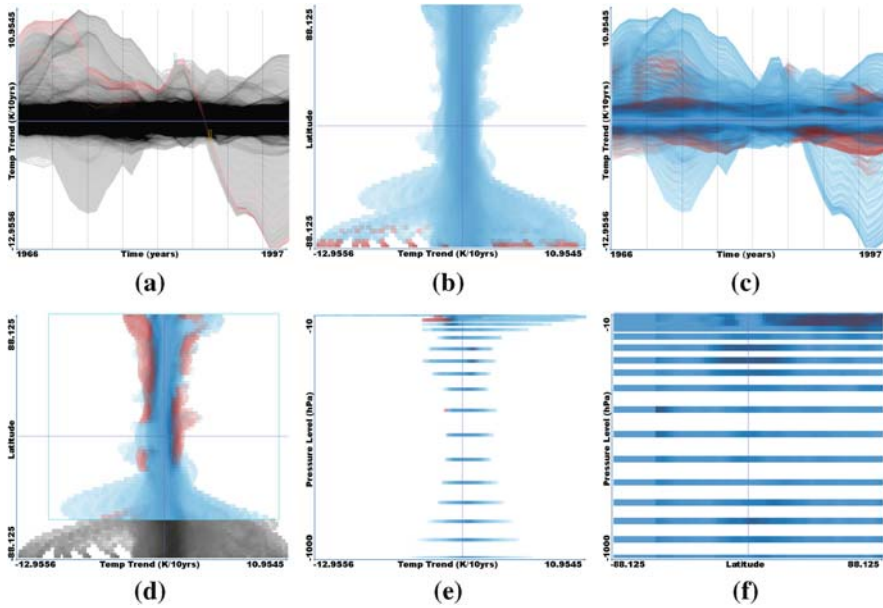 10.9545
Temp Trend (K/10yrs)
-12.9556
1966
Time (years)
1997
(a)
88.125
Latitude
-88.125
-12.9556
Temp Trend (K/10yrs)
10.9545
(b)
10.9545
Temp Trend (K/10yrs)
-12.9556
1966
Time (years)
1997
(c)
88.125
Latitude
-88.125
-12.9556
Temp Trend (K/10yrs)
10.9545
(d)
-10
Pressure Level (hPa)
-1000
-12.9556
Temp Trend (K/10yrs)
10.9545
(e)
-10
Pressure Level (hPa)
-1000
-88.125
Latitude
88.125
(f)